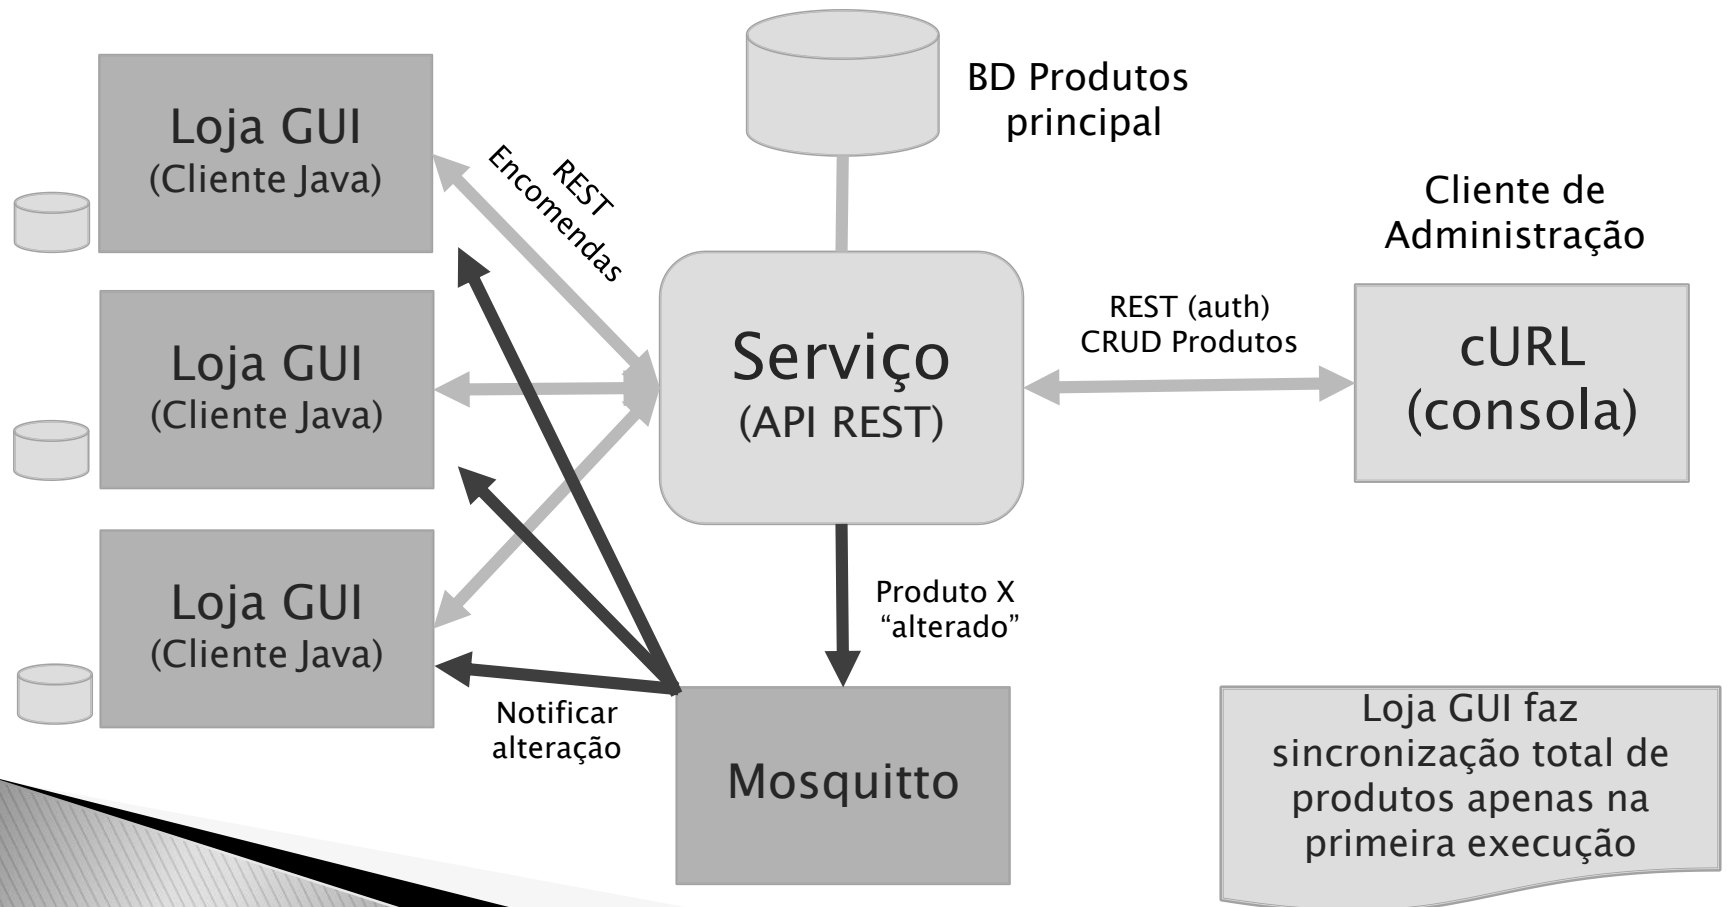 BD Produtos
principal
Loja GUI
(Cliente Java)
REST
Encomendas
Cliente de
Administração
Loja GUI
(Cliente Java)
Serviço
(API REST)
REST (auth)
CRUD Produtos
cURL
(consola)
Loja GUI
(Cliente Java)
Produto X
“alterado”
Notificar
alteração
Mosquitto
Loja GUI faz
sincronização total de
produtos apenas na
primeira execução